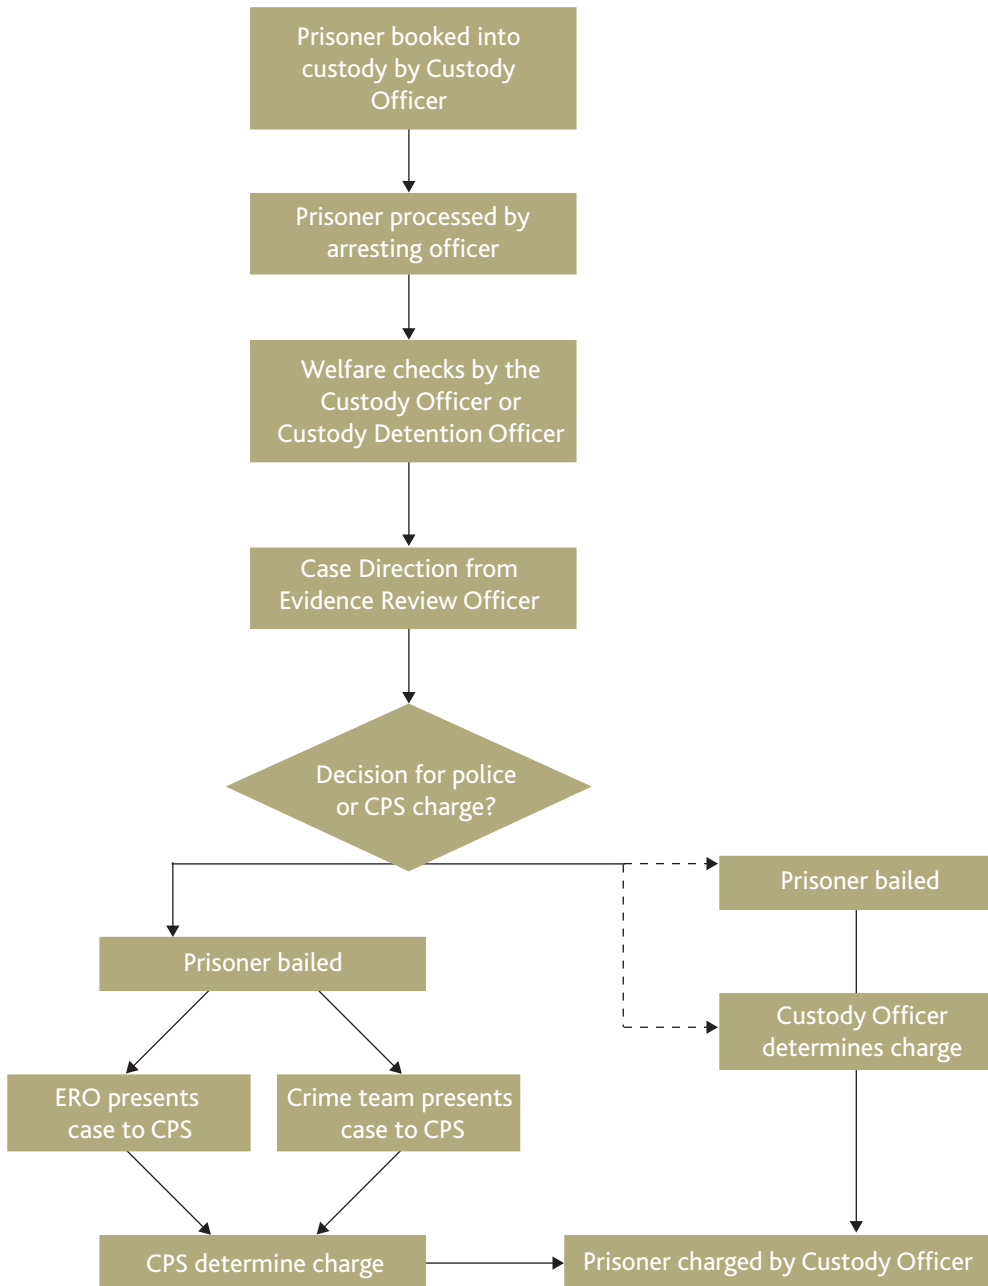 Prisoner booked into
custody by Custody
Officer
Prisoner processed by
arresting officer
Welfare checks by the
Custody Officer or
Custody Detention Officer
Case Direction from
Evidence Review Officer
Decision for police
or CPS charge?
Prisoner bailed
Prisoner bailed
Custody Officer
determines charge
ERO presents
case to CPS
Crime team presents
case to CPS
CPS determine charge
Prisoner charged by Custody Officer